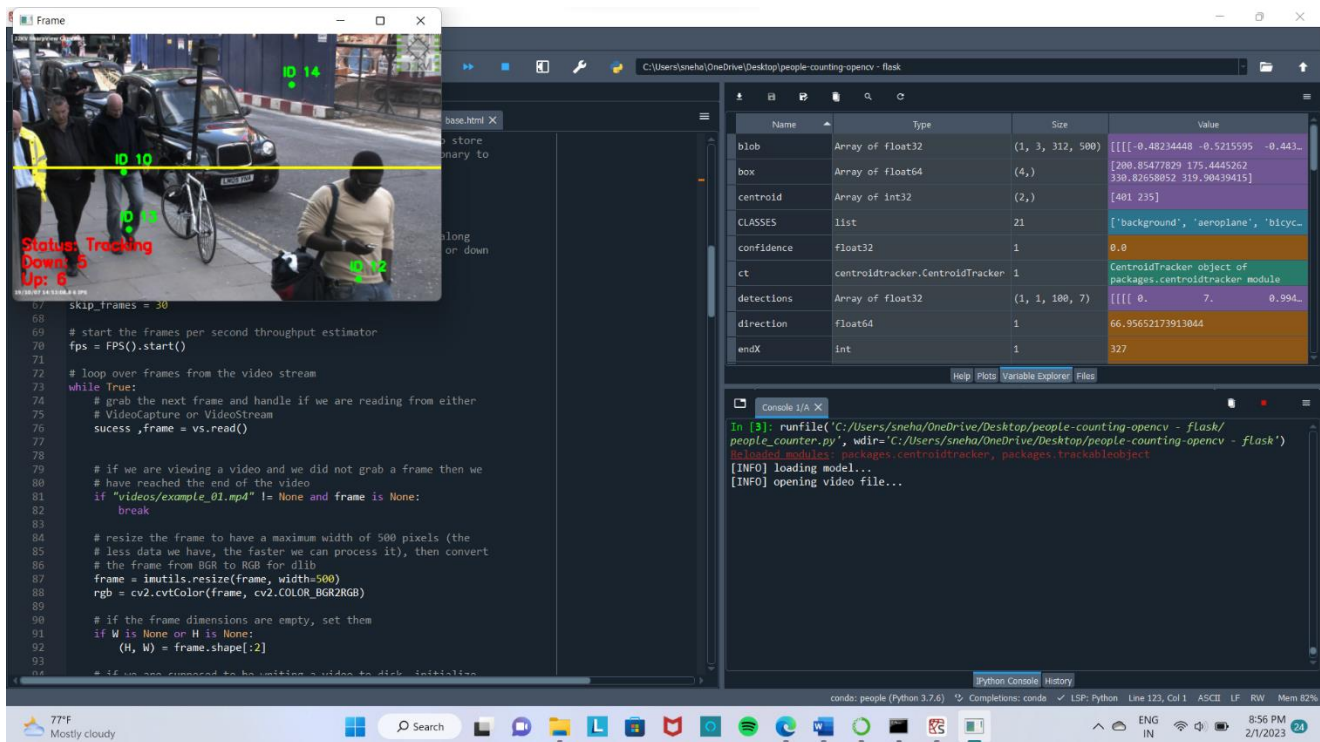 Frame
ID 14
ID 10
ID 13
ID 12
Status: Tracking
Down: 5
Up: 6
C:\Users\sneha\OneDrive\Desktop\people-counting-opencv - flask
base.html
store
onary to
along
or down
67 skip_frames = 30
68
69 # start the frames per second throughput estimator
70 fps = FPS().start()
71
72 # loop over frames from the video stream
73 while True:
74 # grab the next frame and handle if we are reading from either
75 # VideoCapture or VideoStream
76 sucess ,frame = vs.read()
77
78
79 # if we are viewing a video and we did not grab a frame then we
80 # have reached the end of the video
81 if "videos/example_01.mp4" != None and frame is None:
82 break
83
84 # resize the frame to have a maximum width of 500 pixels (the
85 # less data we have, the faster we can process it), then convert
86 # the frame from BGR to RGB for dlib
87 frame = imutils.resize(frame, width=500)
88 rgb = cv2.cvtColor(frame, cv2.COLOR_BGR2RGB)
89
90 # if the frame dimensions are empty, set them
91 if W is None or H is None:
92 (H, W) = frame.shape[:2]
93
94 # if we are supposed to be writing a video to disk, initialize
Name Type Size Value
blob Array of float32 (1, 3, 312, 500) [[[[-0.48234448 -0.5215595 -0.443…
box Array of float64 (4,) [200.85477829 175.4445262
330.82658052 319.90439415]
centroid Array of int32 (2,) [401 235]
CLASSES list 21 ['background', 'aeroplane', 'bicyc…
confidence float32 1 0.0
ct centroidtracker.CentroidTracker 1 CentroidTracker object of
packages.centroidtracker module
detections Array of float32 (1, 1, 100, 7) [[[[ 0. 7. 0.994…
direction float64 1 66.95652173913044
endX int 1 327
Help Plots Variable Explorer Files
Console 1/A
In [3]: runfile('C:/Users/sneha/OneDrive/Desktop/people-counting-opencv - flask/
people_counter.py', wdir='C:/Users/sneha/OneDrive/Desktop/people-counting-opencv - flask')
Reloaded modules: packages.centroidtracker, packages.trackableobject
[INFO] loading model...
[INFO] opening video file...
IPython Console History
conda: people (Python 3.7.6) Completions: conda LSP: Python Line 123, Col 1 ASCII LF RW Mem 82%
77°F
Mostly cloudy
Search
ENG
IN
8:56 PM
2/1/2023
24